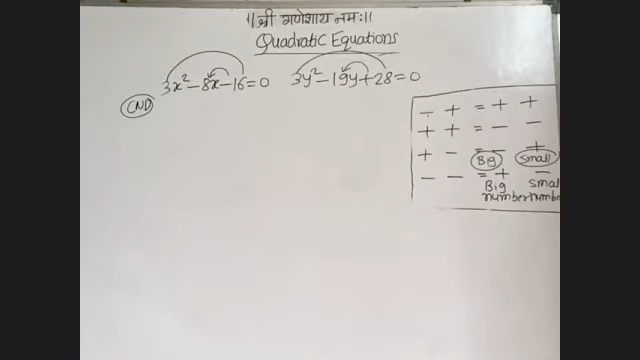 ॥ श्री गणेशाय नमः॥
Quadratic Equations
3x² – 8x – 16 = 0 3y² – 19y + 28 = 0
CND
– + = + +
+ + = – –
+ – = – +
Big Small
– – = + –
Big Small
number number